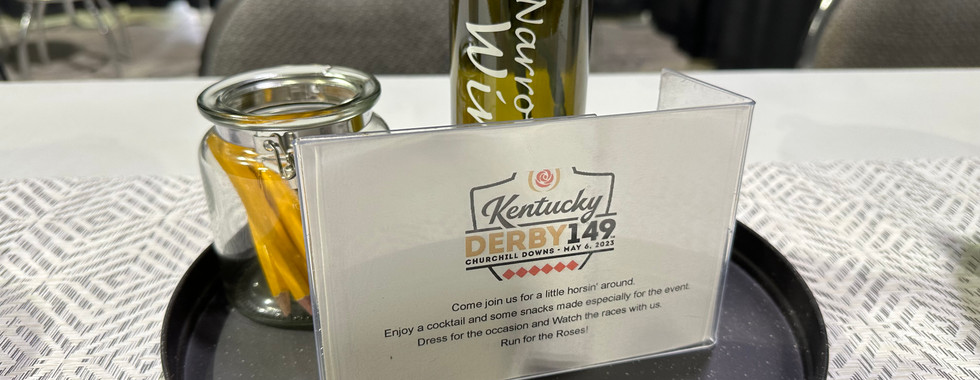 Narro
Win
Kentucky
DERBY149
CHURCHILL DOWNS • MAY 6, 2023
Come join us for a little horsin' around.
Enjoy a cocktail and some snacks made especially for the event.
Dress for the occasion and Watch the races with us.
Run for the Roses!